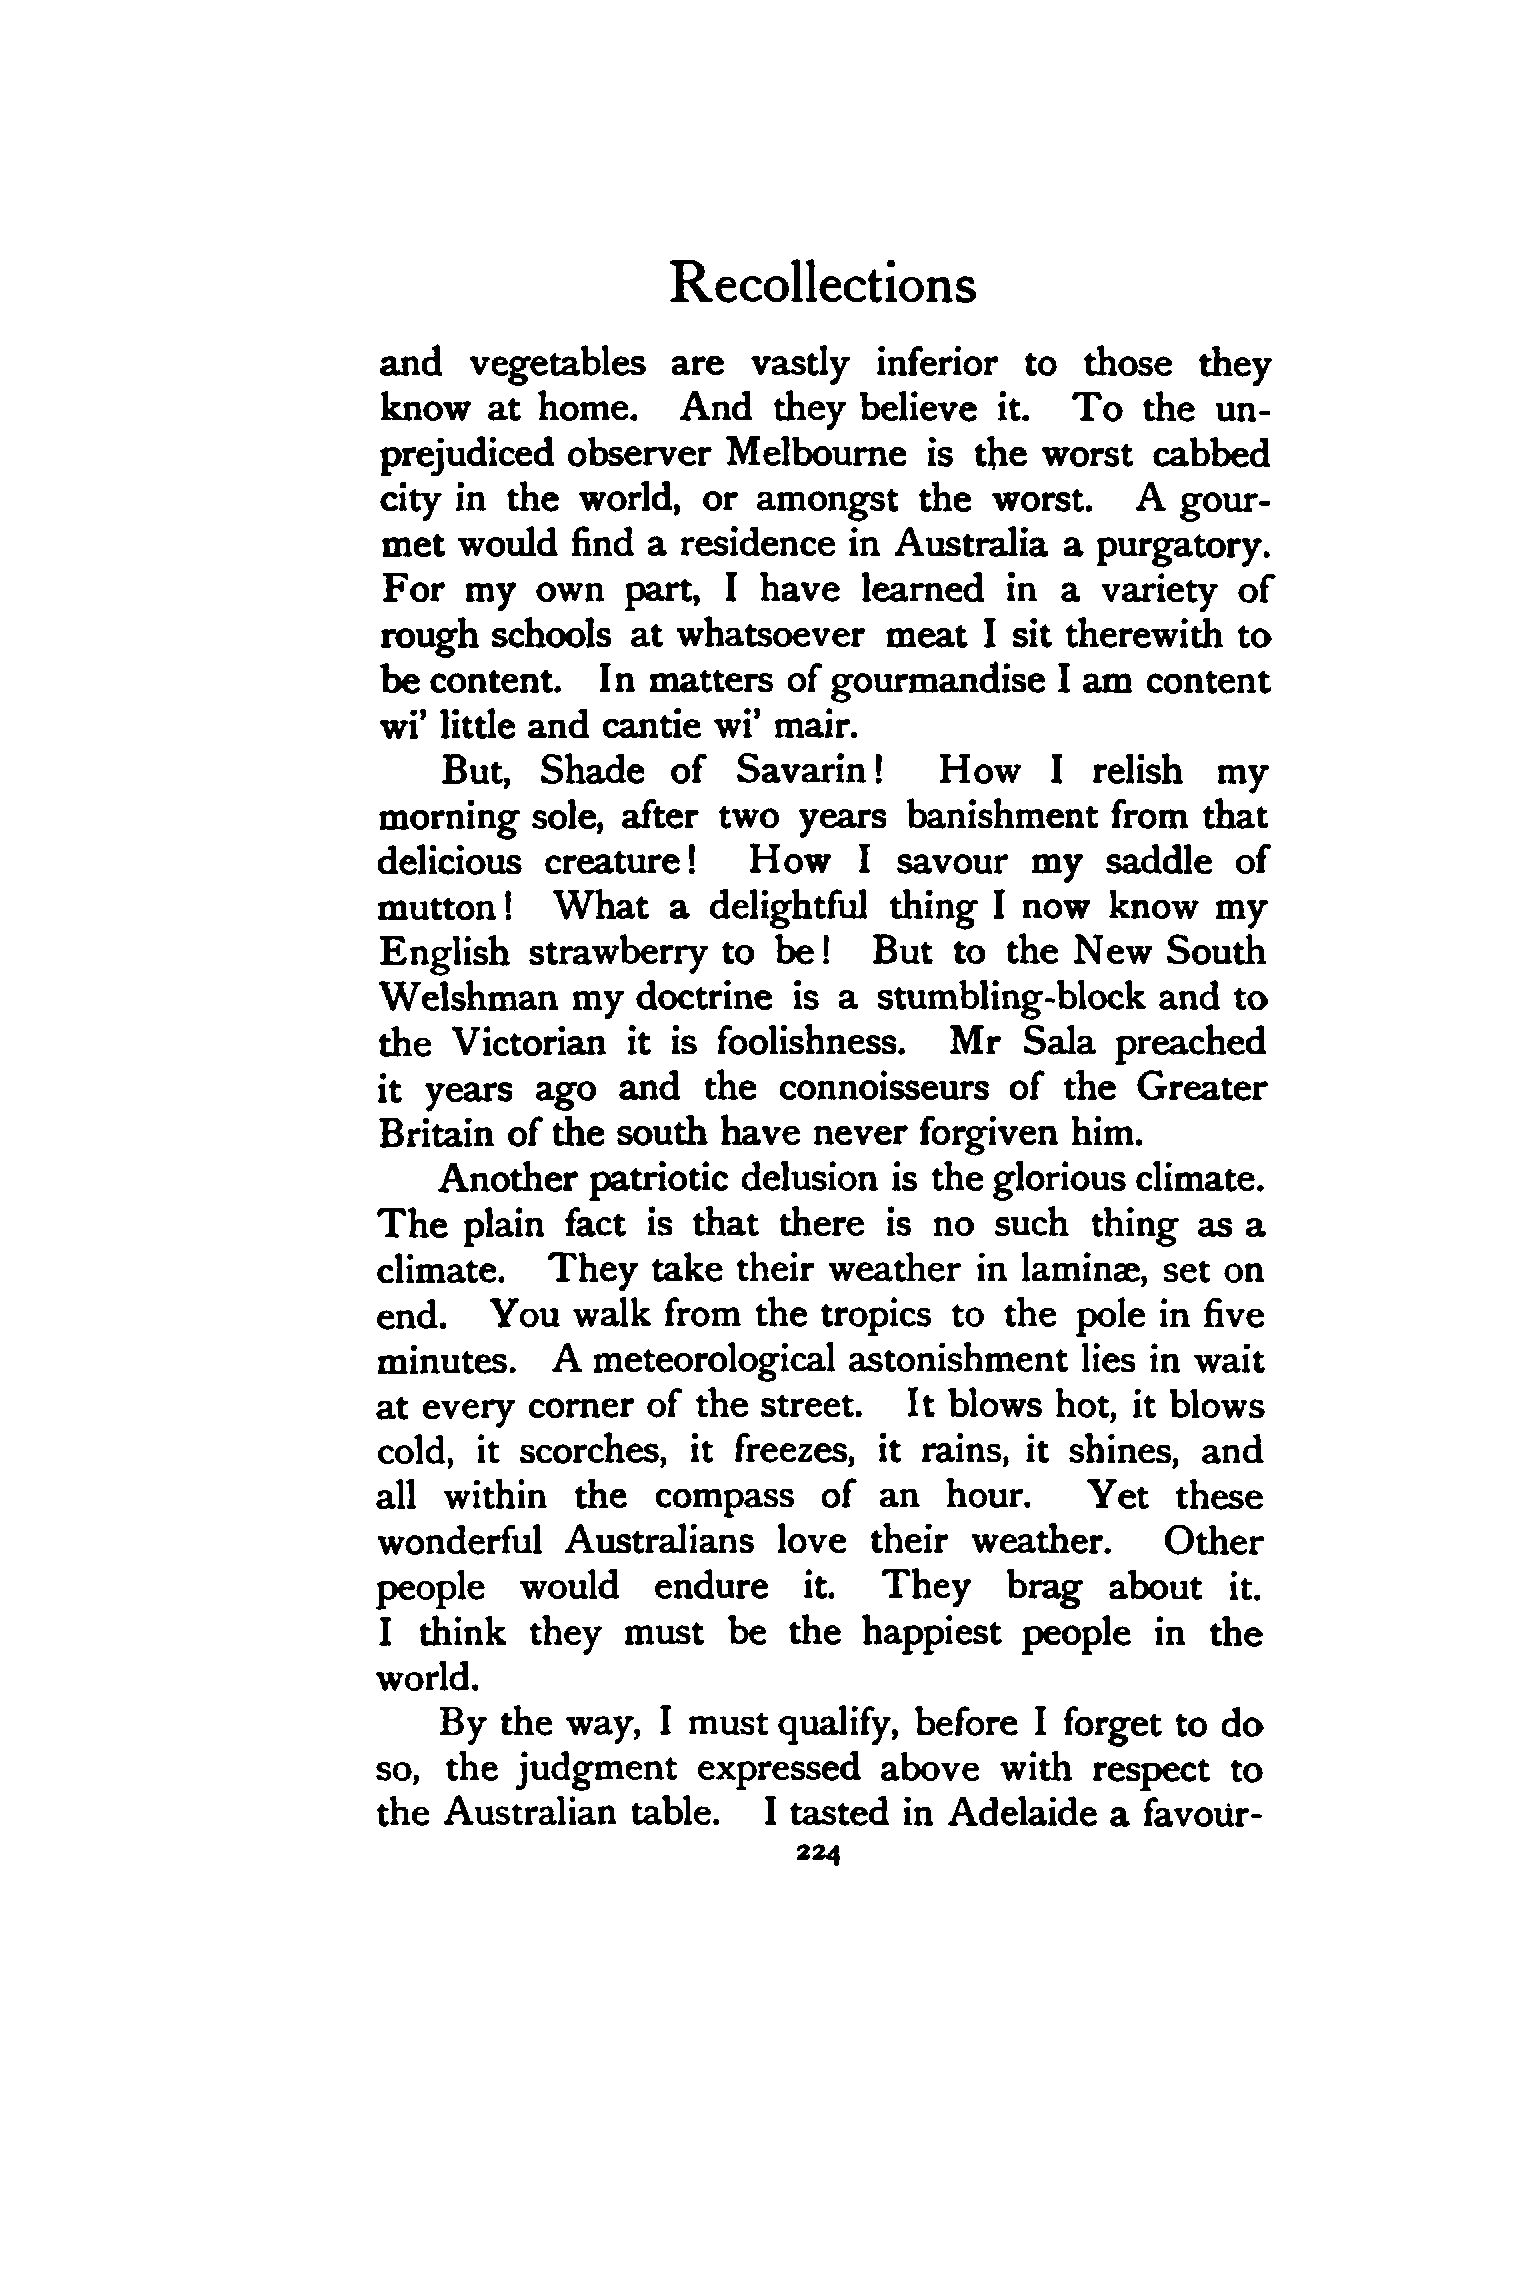 Recollections
and vegetables are vastly inferior to those they
know at home. And they believe it. To the un-
prejudiced observer Melbourne is the worst cabbed
city in the world, or amongst the worst. A gour-
met would find a residence in Australia a purgatory.
For my own part, I have learned in a variety of
rough schools at whatsoever meat I sit therewith to
be content. In matters of gourmandise I am content
wi' little and cantie wi' mair.
But, Shade of Savarin! How I relish my
morning sole, after two years banishment from that
delicious creature! How I savour my saddle of
mutton! What a delightful thing I now know my
English strawberry to be! But to the New South
Welshman my doctrine is a stumbling-block and to
the Victorian it is foolishness. Mr Sala preached
it years ago and the connoisseurs of the Greater
Britain of the south have never forgiven him.
Another patriotic delusion is the glorious climate.
The plain fact is that there is no such thing as a
climate. They take their weather in laminæ, set on
end. You walk from the tropics to the pole in five
minutes. A meteorological astonishment lies in wait
at every corner of the street. It blows hot, it blows
cold, it scorches, it freezes, it rains, it shines, and
all within the compass of an hour. Yet these
wonderful Australians love their weather. Other
people would endure it. They brag about it.
I think they must be the happiest people in the
world.
By the way, I must qualify, before I forget to do
so, the judgment expressed above with respect to
the Australian table. I tasted in Adelaide a favour-
224